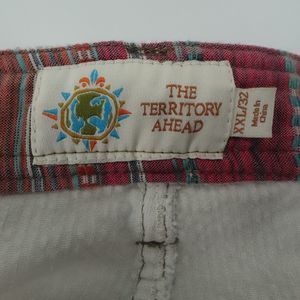 THE
TERRITORY
AHEAD
XXL/32
Made in
China